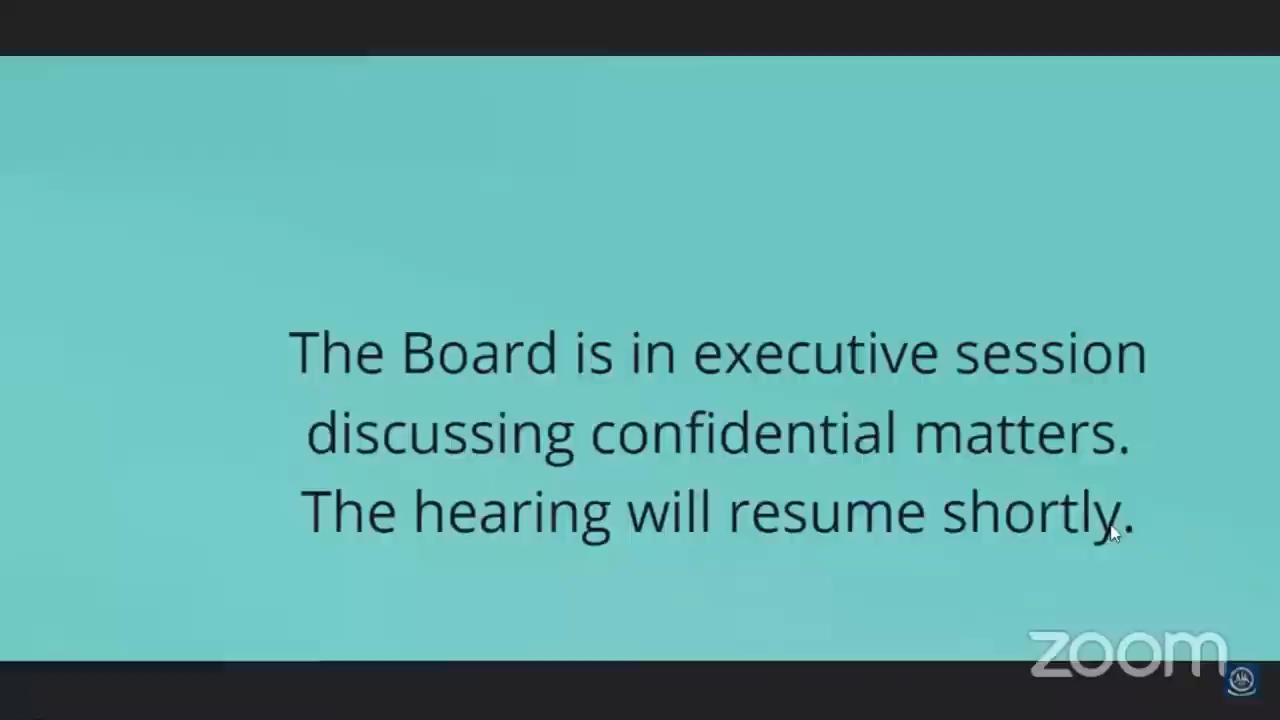 The Board is in executive session
discussing confidential matters.
The hearing will resume shortly.
zoom